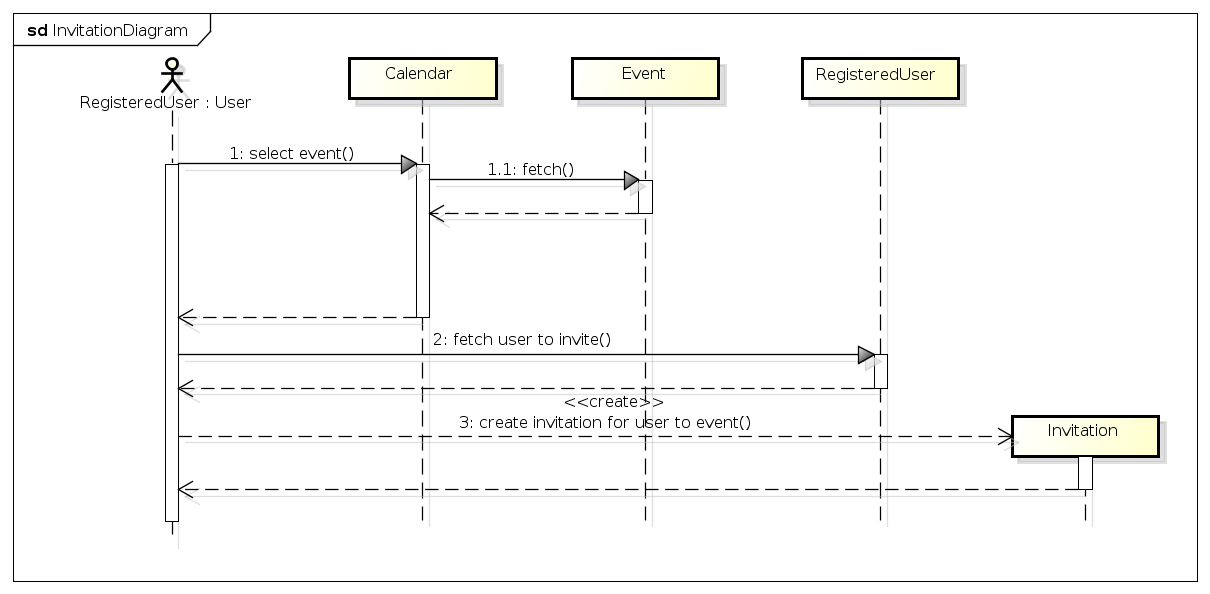 sd InvitationDiagram
RegisteredUser : User
Calendar
Event
RegisteredUser
1: select event()
1.1: fetch()
2: fetch user to invite()
<<create>>
3: create invitation for user to event()
Invitation